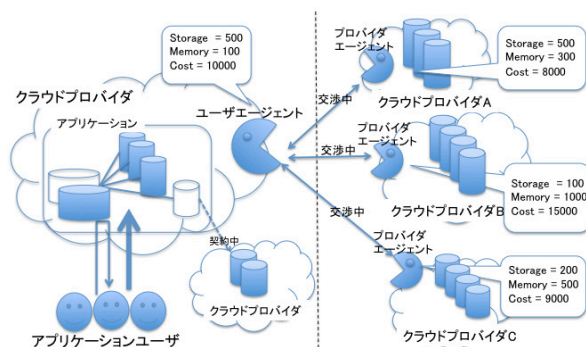 Storage = 500
Memory = 100
Cost = 10000
クラウドプロバイダ
アプリケーション
ユーザエージェント
契約中
クラウドプロバイダ
アプリケーションユーザ
プロバイダ
エージェント
Storage = 500
Memory = 300
Cost = 8000
交渉中
クラウドプロバイダA
プロバイダ
エージェント
交渉中
クラウドプロバイダB
Storage = 100
Memory = 1000
Cost = 15000
交渉中
プロバイダ
エージェント
Storage = 200
Memory = 500
Cost = 9000
クラウドプロバイダC